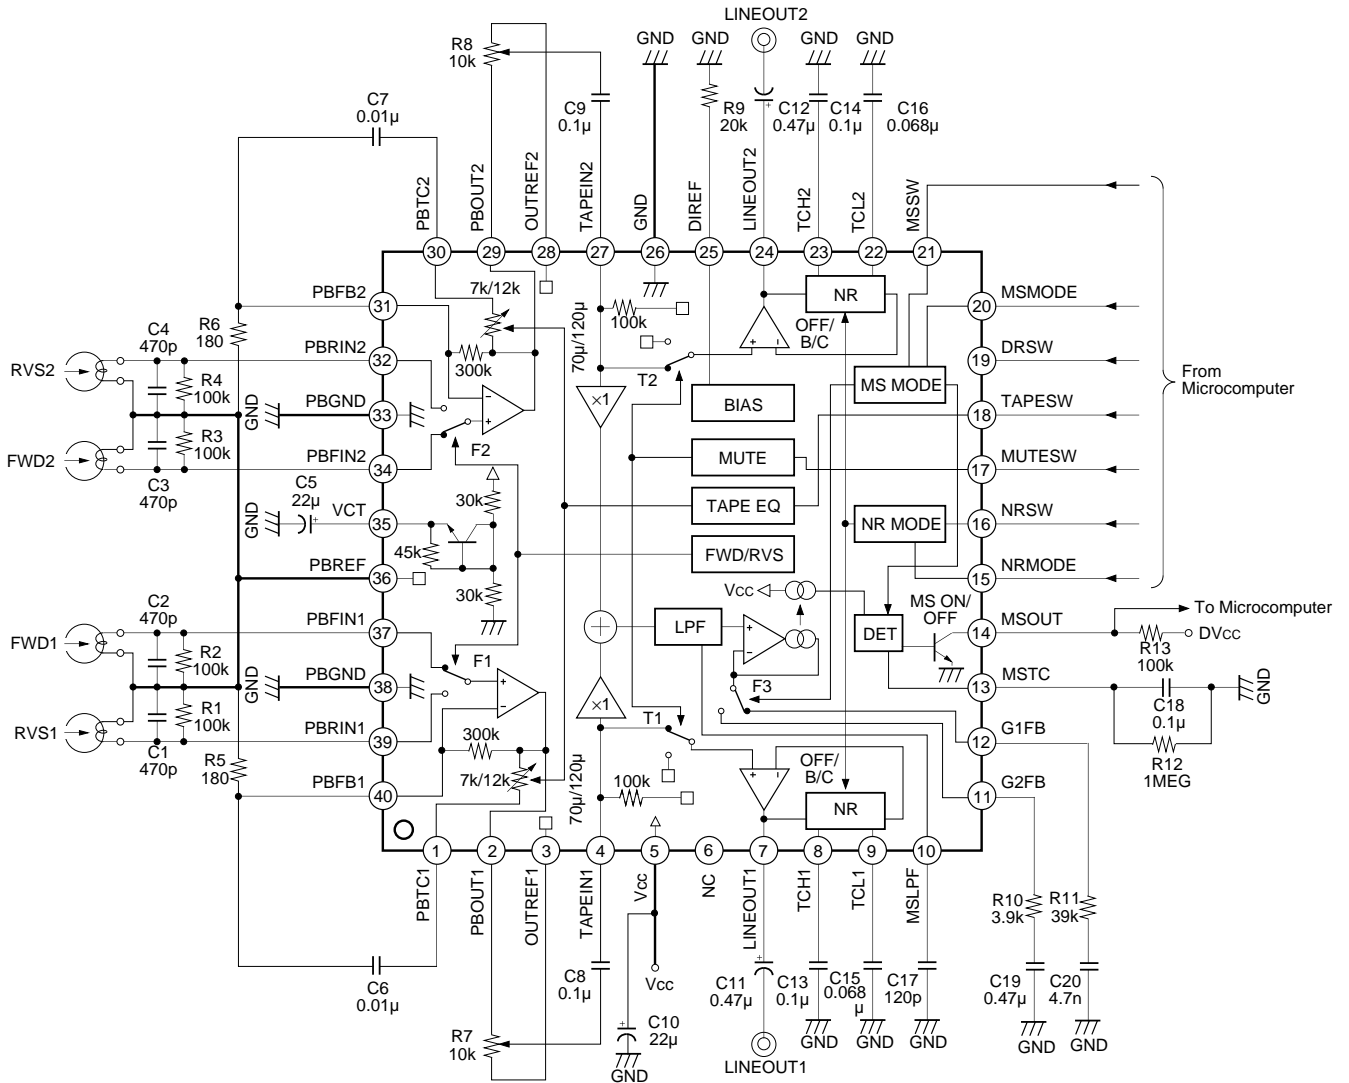 LINEOUT2
R8
10k
GND
GND
GND
GND
C7
0.01µ
C9
0.1µ
R9
20k
C12
0.47µ
C14
0.1µ
C16
0.068µ
PBTC2
PBOUT2
OUTREF2
TAPEIN2
GND
DIREF
LINEOUT2
TCH2
TCL2
MSSW
30
29
28
27
26
25
24
23
22
21
PBFB2
31
7k/12k
100k
70µ/120µ
NR
OFF/
B/C
20
MSMODE
C4
470p
R6
180
PBRIN2
32
300k
T2
MS MODE
19
DRSW
From
Microcomputer
RVS2
R4
100k
GND
PBGND
33
−
+
×1
+
−
BIAS
18
TAPESW
FWD2
R3
100k
PBFIN2
34
F2
MUTE
17
MUTESW
C3
470p
C5
22µ
+
GND
VCT
35
30k
TAPE EQ
NR MODE
16
NRSW
45k
FWD/RVS
PBREF
36
30k
15
NRMODE
Vcc
C2
470p
PBFIN1
37
LPF
+
−
DET
MS ON/
OFF
14
MSOUT
To Microcomputer
DVcc
R13
100k
FWD1
R2
100k
GND
PBGND
38
F1
+
−
×1
F3
13
MSTC
C18
0.1µ
GND
RVS1
R1
100k
PBRIN1
39
300k
T1
12
G1FB
R12
1MEG
C1
470p
R5
180
PBFB1
40
7k/12k
70µ/120µ
100k
+
−
OFF/
B/C
NR
11
G2FB
1
2
3
4
5
6
7
8
9
10
PBTC1
PBOUT1
OUTREF1
TAPEIN1
Vcc
NC
LINEOUT1
TCH1
TCL1
MSLPF
R10
3.9k
R11
39k
C6
0.01µ
C8
0.1µ
Vcc
C11
0.47µ
C13
0.1µ
C15
0.068
µ
C17
120p
C19
0.47µ
C20
4.7n
R7
10k
C10
22µ
GND
LINEOUT1
GND
GND
GND
GND
GND